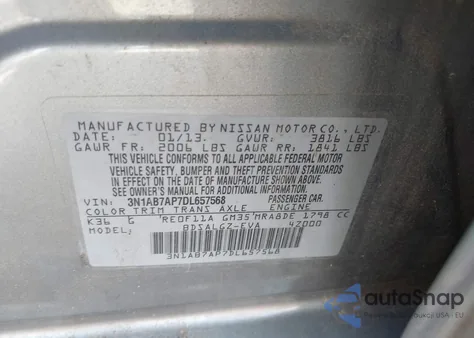 MANUFACTURED BY NISSAN MOTOR CO., LTD.
DATE: 01/13 GVWR: 3816 LBS
GAWR FR: 2006 LBS GAWR RR: 1841 LBS
THIS VEHICLE CONFORMS TO ALL APPLICABLE FEDERAL MOTOR
VEHICLE SAFETY, BUMPER, AND THEFT PREVENTION STANDARDS
IN EFFECT ON THE DATE OF MANUFACTURE SHOWN ABOVE.
SEE OWNER'S MANUAL FOR ADDITIONAL INFORMATION.
VIN: 3N1AB7AP7DL657568 PASSENGER CAR.
COLOR TRIM TRANS AXLE ENGINE
K36 G RE0F11A GM35 MRA8DE 1798 CC
MODEL: BDSALGZ-EVA 42000
3N1AB7AP7DL657568
autoSnap